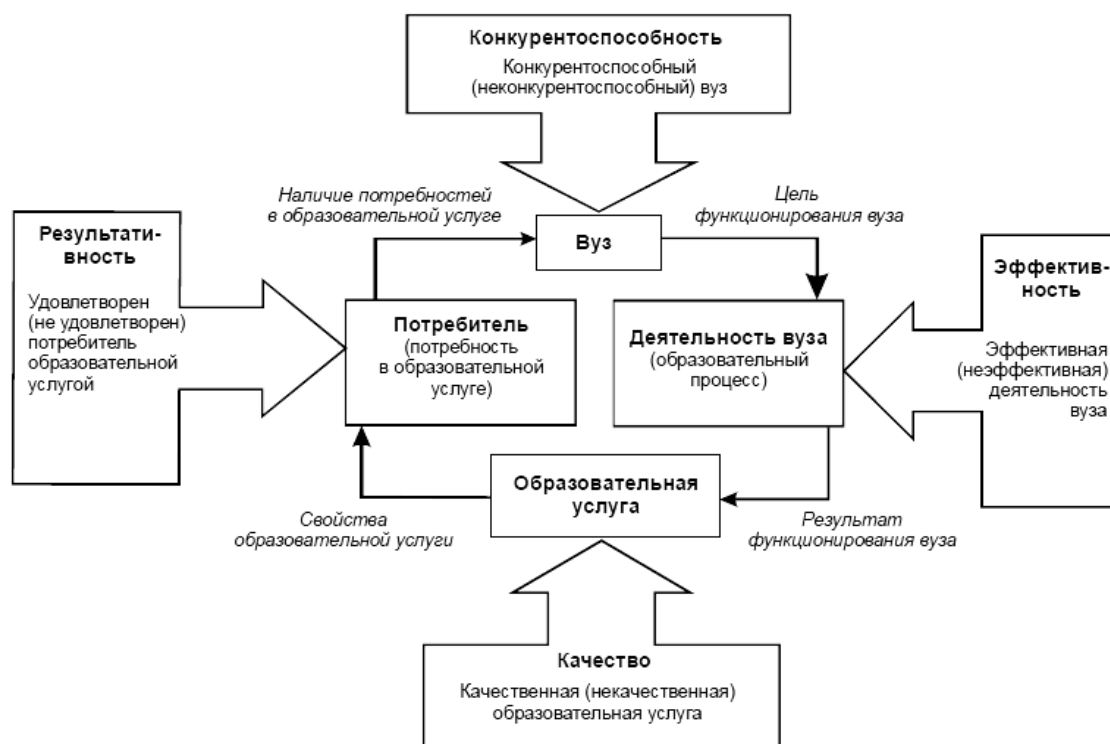 Конкурентоспособность
Конкурентоспособный
(неконкурентоспособный) вуз
Наличие потребностей
в образовательной услуге
Цель
функционирования вуза
Вуз
Результати-
вность
Удовлетворен
(не удовлетворен)
потребитель
образовательной
услугой
Потребитель
(потребность
в образовательной
услуге)
Деятельность вуза
(образовательный
процесс)
Эффектив-
ность
Эффективная
(неэффективная)
деятельность
вуза
Образовательная
услуга
Свойства
образовательной услуги
Результат
функционирования вуза
Качество
Качественная (некачественная)
образовательная услуга